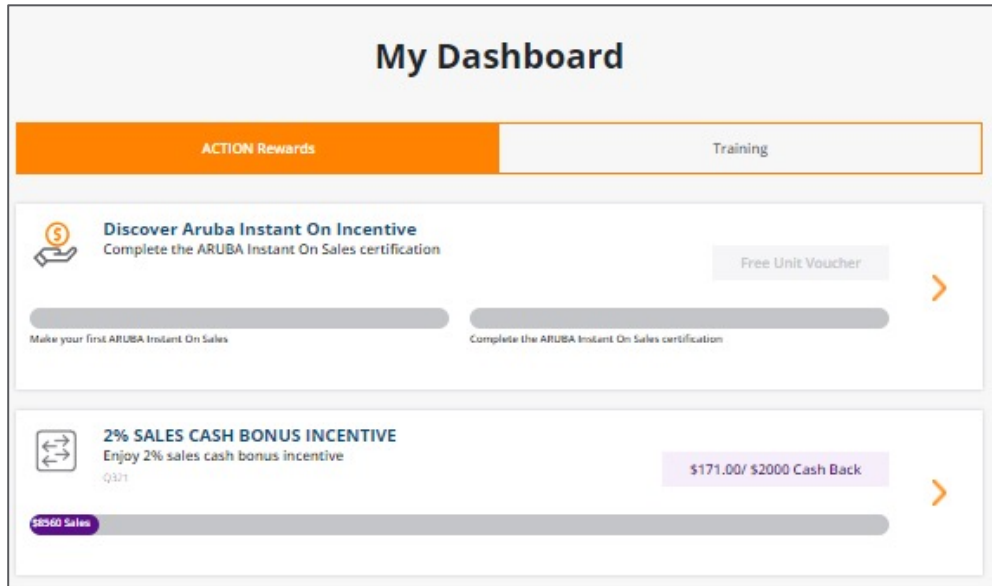 My Dashboard
ACTION Rewards
Training
Discover Aruba Instant On Incentive
Complete the ARUBA Instant On Sales certification
Free Unit Voucher
Make your first ARUBA Instant On Sales
Complete the ARUBA Instant On Sales certification
2% SALES CASH BONUS INCENTIVE
Enjoy 2% sales cash bonus incentive
Q321
$171.00/ $2000 Cash Back
$8560 Sales